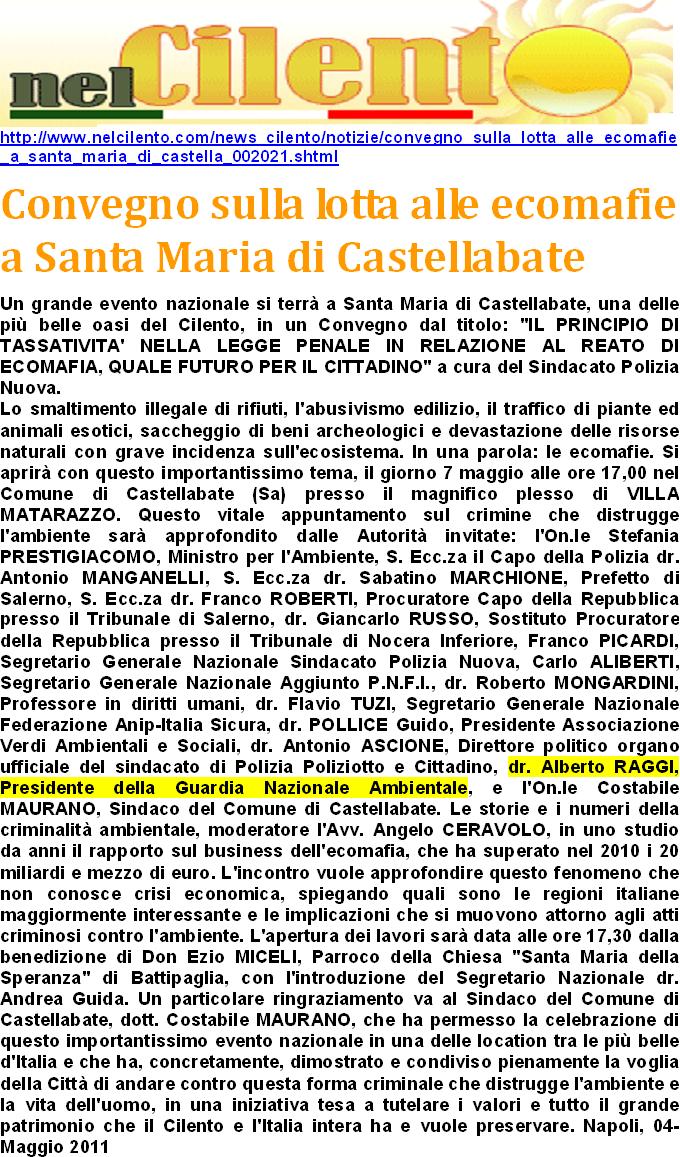 nelCilento
http://www.nelcilento.com/news_cilento/notizie/convegno_sulla_lotta_alle_ecomafie
_a_santa_maria_di_castella_002021.shtml
Convegno sulla lotta alle ecomafie
a Santa Maria di Castellabate
Un grande evento nazionale si terrà a Santa Maria di Castellabate, una delle
più belle oasi del Cilento, in un Convegno dal titolo: "IL PRINCIPIO DI
TASSATIVITA' NELLA LEGGE PENALE IN RELAZIONE AL REATO DI
ECOMAFIA, QUALE FUTURO PER IL CITTADINO" a cura del Sindacato Polizia
Nuova.
Lo smaltimento illegale di rifiuti, l'abusivismo edilizio, il traffico di piante ed
animali esotici, saccheggio di beni archeologici e devastazione delle risorse
naturali con grave incidenza sull'ecosistema. In una parola: le ecomafie. Si
aprirà con questo importantissimo tema, il giorno 7 maggio alle ore 17,00 nel
Comune di Castellabate (Sa) presso il magnifico plesso di VILLA
MATARAZZO. Questo vitale appuntamento sul crimine che distrugge
l'ambiente sarà approfondito dalle Autorità invitate: l'On.le Stefania
PRESTIGIACOMO, Ministro per l'Ambiente, S. Ecc.za il Capo della Polizia dr.
Antonio MANGANELLI, S. Ecc.za dr. Sabatino MARCHIONE, Prefetto di
Salerno, S. Ecc.za dr. Franco ROBERTI, Procuratore Capo della Repubblica
presso il Tribunale di Salerno, dr. Giancarlo RUSSO, Sostituto Procuratore
della Repubblica presso il Tribunale di Nocera Inferiore, Franco PICARDI,
Segretario Generale Nazionale Sindacato Polizia Nuova, Carlo ALIBERTI,
Segretario Generale Nazionale Aggiunto P.N.F.I., dr. Roberto MONGARDINI,
Professore in diritti umani, dr. Flavio TUZI, Segretario Generale Nazionale
Federazione Anip-Italia Sicura, dr. POLLICE Guido, Presidente Associazione
Verdi Ambientali e Sociali, dr. Antonio ASCIONE, Direttore politico organo
ufficiale del sindacato di Polizia Poliziotto e Cittadino, dr. Alberto RAGGI,
Presidente della Guardia Nazionale Ambientale, e l'On.le Costabile
MAURANO, Sindaco del Comune di Castellabate. Le storie e i numeri della
criminalità ambientale, moderatore l'Avv. Angelo CERAVOLO, in uno studio
da anni il rapporto sul business dell'ecomafia, che ha superato nel 2010 i 20
miliardi e mezzo di euro. L'incontro vuole approfondire questo fenomeno che
non conosce crisi economica, spiegando quali sono le regioni italiane
maggiormente interessante e le implicazioni che si muovono attorno agli atti
criminosi contro l'ambiente. L'apertura dei lavori sarà data alle ore 17,30 dalla
benedizione di Don Ezio MICELI, Parroco della Chiesa "Santa Maria della
Speranza" di Battipaglia, con l'introduzione del Segretario Nazionale dr.
Andrea Guida. Un particolare ringraziamento va al Sindaco del Comune di
Castellabate, dott. Costabile MAURANO, che ha permesso la celebrazione di
questo importantissimo evento nazionale in una delle location tra le più belle
d'Italia e che ha, concretamente, dimostrato e condiviso pienamente la voglia
della Città di andare contro questa forma criminale che distrugge l'ambiente e
la vita dell'uomo, in una iniziativa tesa a tutelare i valori e tutto il grande
patrimonio che il Cilento e l'Italia intera ha e vuole preservare. Napoli, 04-
Maggio 2011